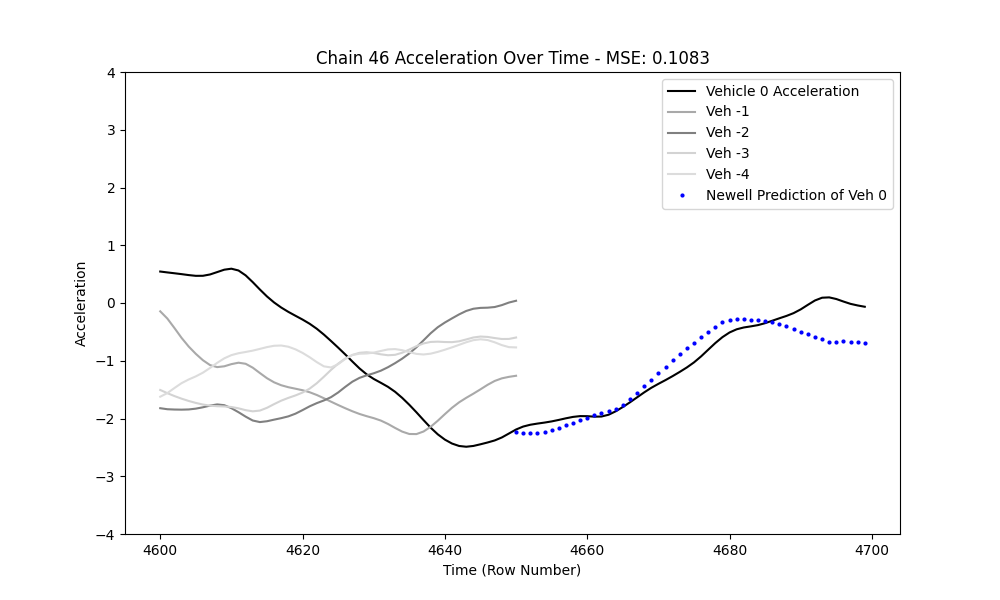 Chain 46 Acceleration Over Time - MSE: 0.1083
Vehicle 0 Acceleration
Veh -1
Veh -2
Veh -3
Veh -4
Newell Prediction of Veh 0
Acceleration
4
3
2
1
0
−1
−2
−3
−4
4600 4620 4640 4660 4680 4700
Time (Row Number)